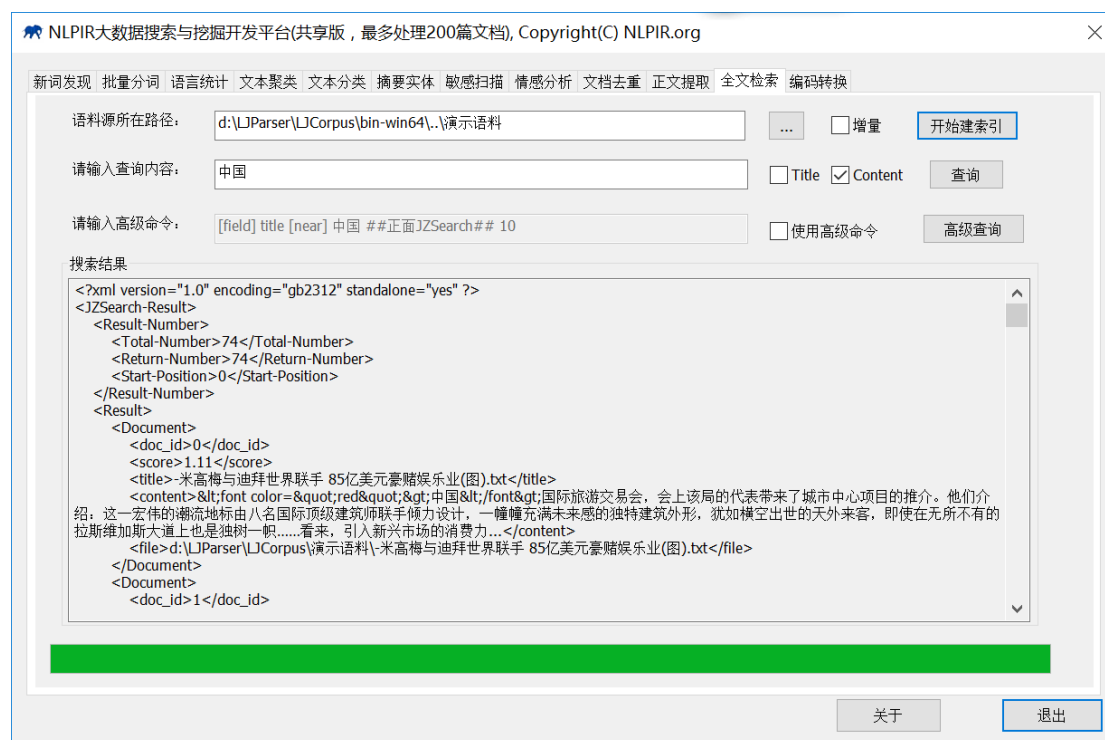 NLPIR大数据搜索与挖掘开发平台(共享版，最多处理200篇文档), Copyright(C) NLPIR.org
新词发现 批量分词 语言统计 文本聚类 文本分类 摘要实体 敏感扫描 情感分析 文档去重 正文提取 全文检索 编码转换
语料源所在路径： d:\LJParser\LJCorpus\bin-win64\..\演示语料 ... 增量 开始建索引
请输入查询内容： 中国 Title Content 查询
请输入高级命令： [field] title [near] 中国 ##正面JZSearch## 10 使用高级命令 高级查询
搜索结果
<?xml version="1.0" encoding="gb2312" standalone="yes" ?>
<JZSearch-Result>
<Result-Number>
<Total-Number>74</Total-Number>
<Return-Number>74</Return-Number>
<Start-Position>0</Start-Position>
</Result-Number>
<Result>
<Document>
<doc_id>0</doc_id>
<score>1.11</score>
<title>-米高梅与迪拜世界联手 85亿美元豪赌娱乐业(图).txt</title>
<content>&lt;font color=&quot;red&quot;&gt;中国&lt;/font&gt;国际旅游交易会，会上该局的代表带来了城市中心项目的推介。他们介
绍：这一宏伟的潮流地标由八名国际顶级建筑师联手倾力设计，一幢幢充满未来感的独特建筑外形，犹如横空出世的天外来客，即使在无所不有的
拉斯维加斯大道上也是独树一帜......看来，引入新兴市场的消费力...</content>
<file>d:\LJParser\LJCorpus\演示语料\-米高梅与迪拜世界联手 85亿美元豪赌娱乐业(图).txt</file>
</Document>
<Document>
<doc_id>1</doc_id>
关于 退出